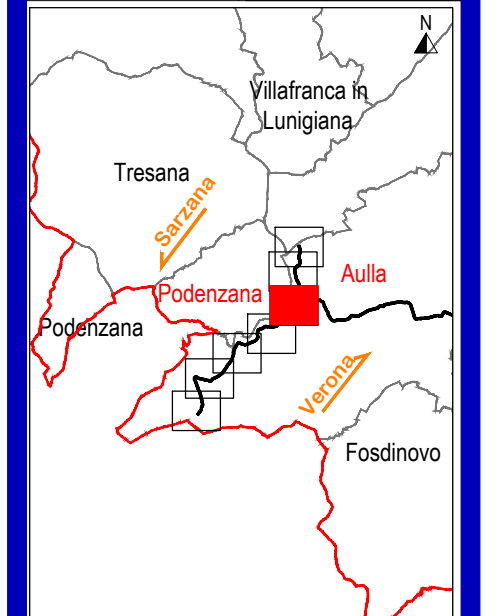 N
Villafranca in
Lunigiana
Tresana
Sarzana
Aulla
Podenzana
Podenzana
Verona
Fosdinovo